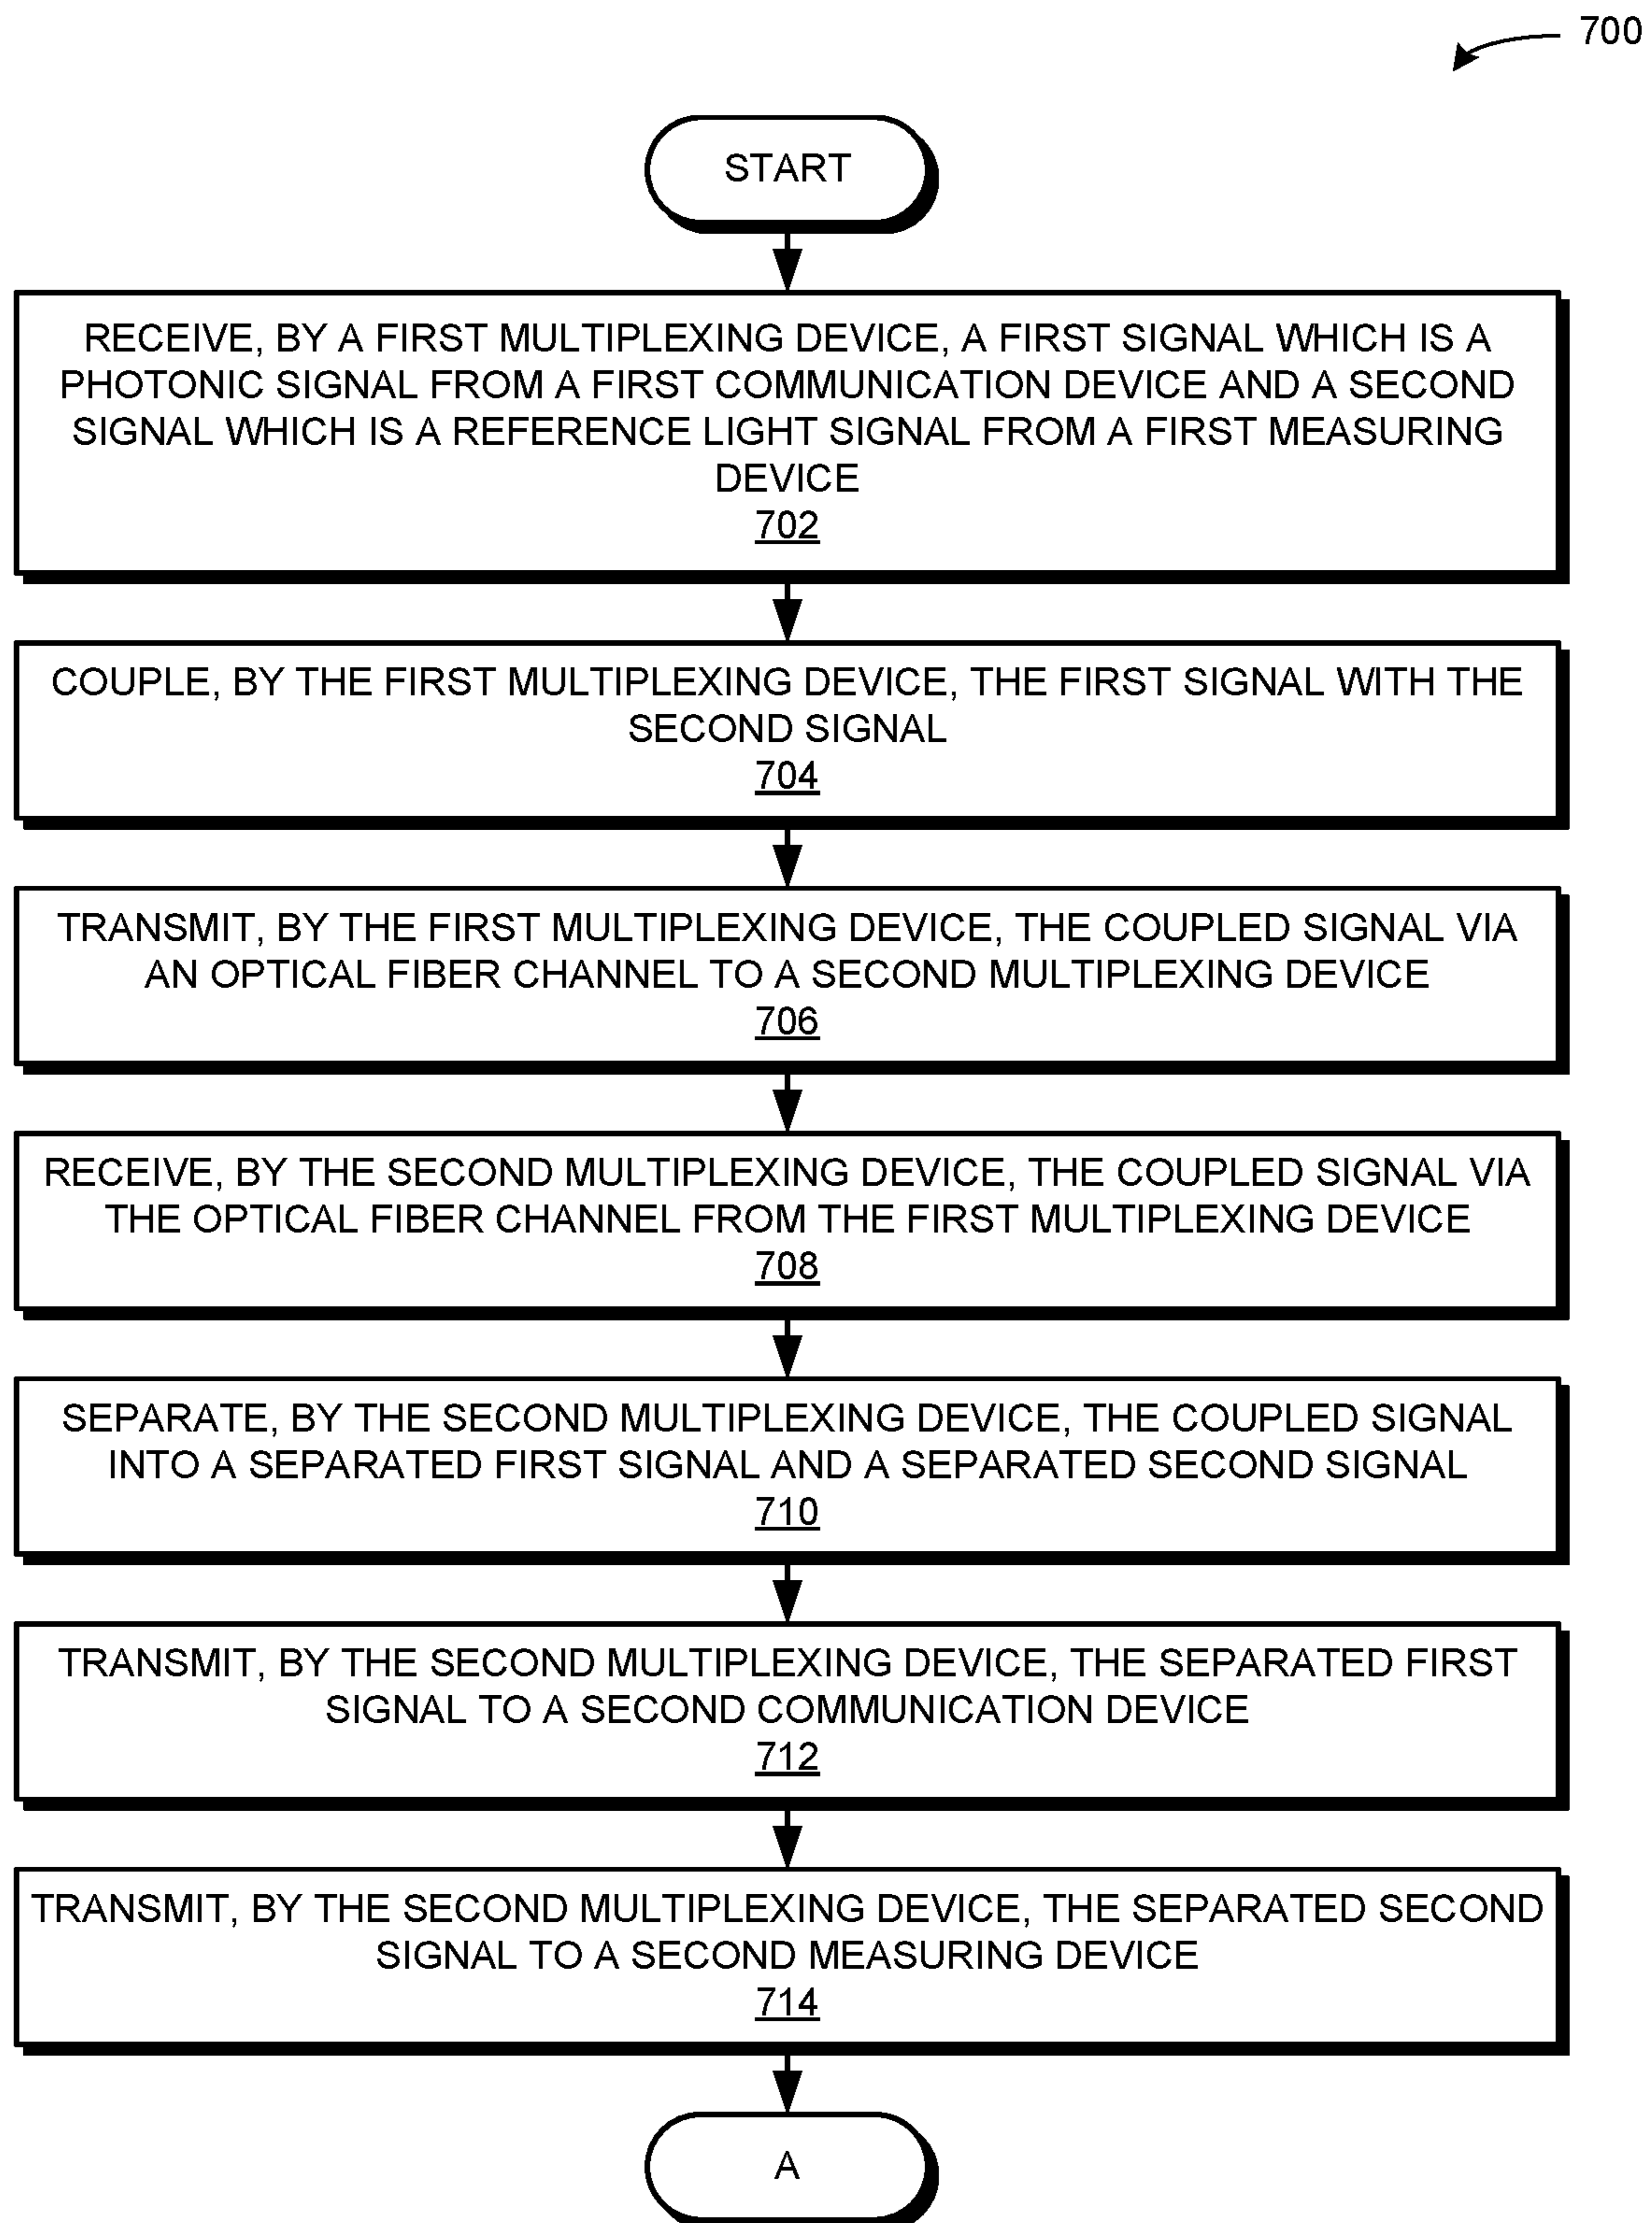 700
START
RECEIVE, BY A FIRST MULTIPLEXING DEVICE, A FIRST SIGNAL WHICH IS A
PHOTONIC SIGNAL FROM A FIRST COMMUNICATION DEVICE AND A SECOND
SIGNAL WHICH IS A REFERENCE LIGHT SIGNAL FROM A FIRST MEASURING
DEVICE
702
COUPLE, BY THE FIRST MULTIPLEXING DEVICE, THE FIRST SIGNAL WITH THE
SECOND SIGNAL
704
TRANSMIT, BY THE FIRST MULTIPLEXING DEVICE, THE COUPLED SIGNAL VIA
AN OPTICAL FIBER CHANNEL TO A SECOND MULTIPLEXING DEVICE
706
RECEIVE, BY THE SECOND MULTIPLEXING DEVICE, THE COUPLED SIGNAL VIA
THE OPTICAL FIBER CHANNEL FROM THE FIRST MULTIPLEXING DEVICE
708
SEPARATE, BY THE SECOND MULTIPLEXING DEVICE, THE COUPLED SIGNAL
INTO A SEPARATED FIRST SIGNAL AND A SEPARATED SECOND SIGNAL
710
TRANSMIT, BY THE SECOND MULTIPLEXING DEVICE, THE SEPARATED FIRST
SIGNAL TO A SECOND COMMUNICATION DEVICE
712
TRANSMIT, BY THE SECOND MULTIPLEXING DEVICE, THE SEPARATED SECOND
SIGNAL TO A SECOND MEASURING DEVICE
714
A